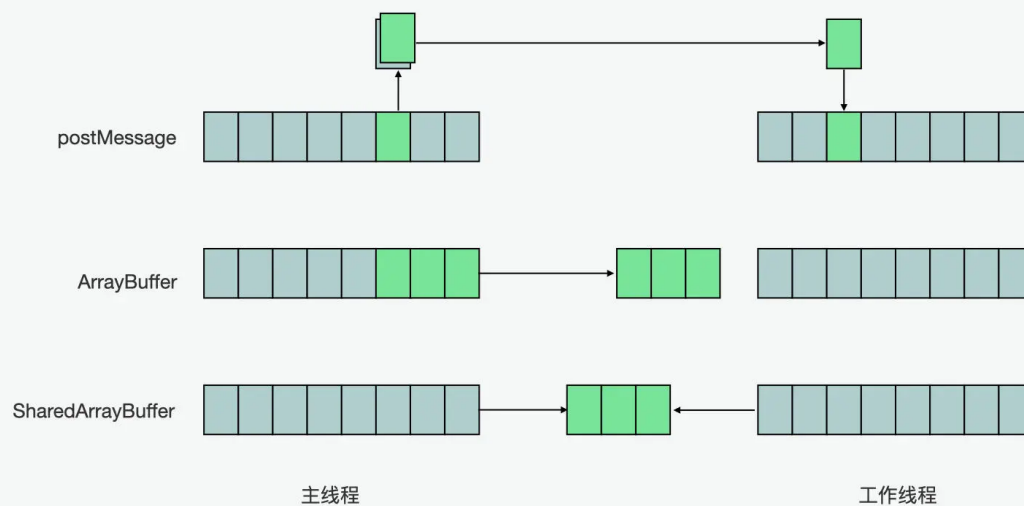 postMessage
ArrayBuffer
SharedArrayBuffer
主线程
工作线程